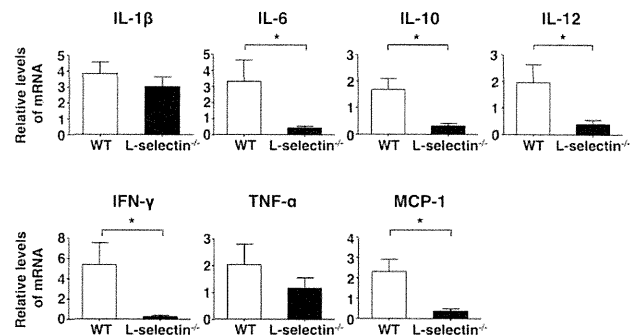 IL-1β
IL-6
IL-10
IL-12
Relative levels
of mRNA
5
4
3
2
1
0
WT
L-selectin-/-
5
4
3
2
1
0
*
WT
L-selectin-/-
3
2
1
0
*
WT
L-selectin-/-
3
2
1
0
*
WT
L-selectin-/-
IFN-γ
TNF-α
MCP-1
Relative levels
of mRNA
8
6
4
2
0
*
WT
L-selectin-/-
3
2
1
0
WT
L-selectin-/-
4
3
2
1
0
*
WT
L-selectin-/-